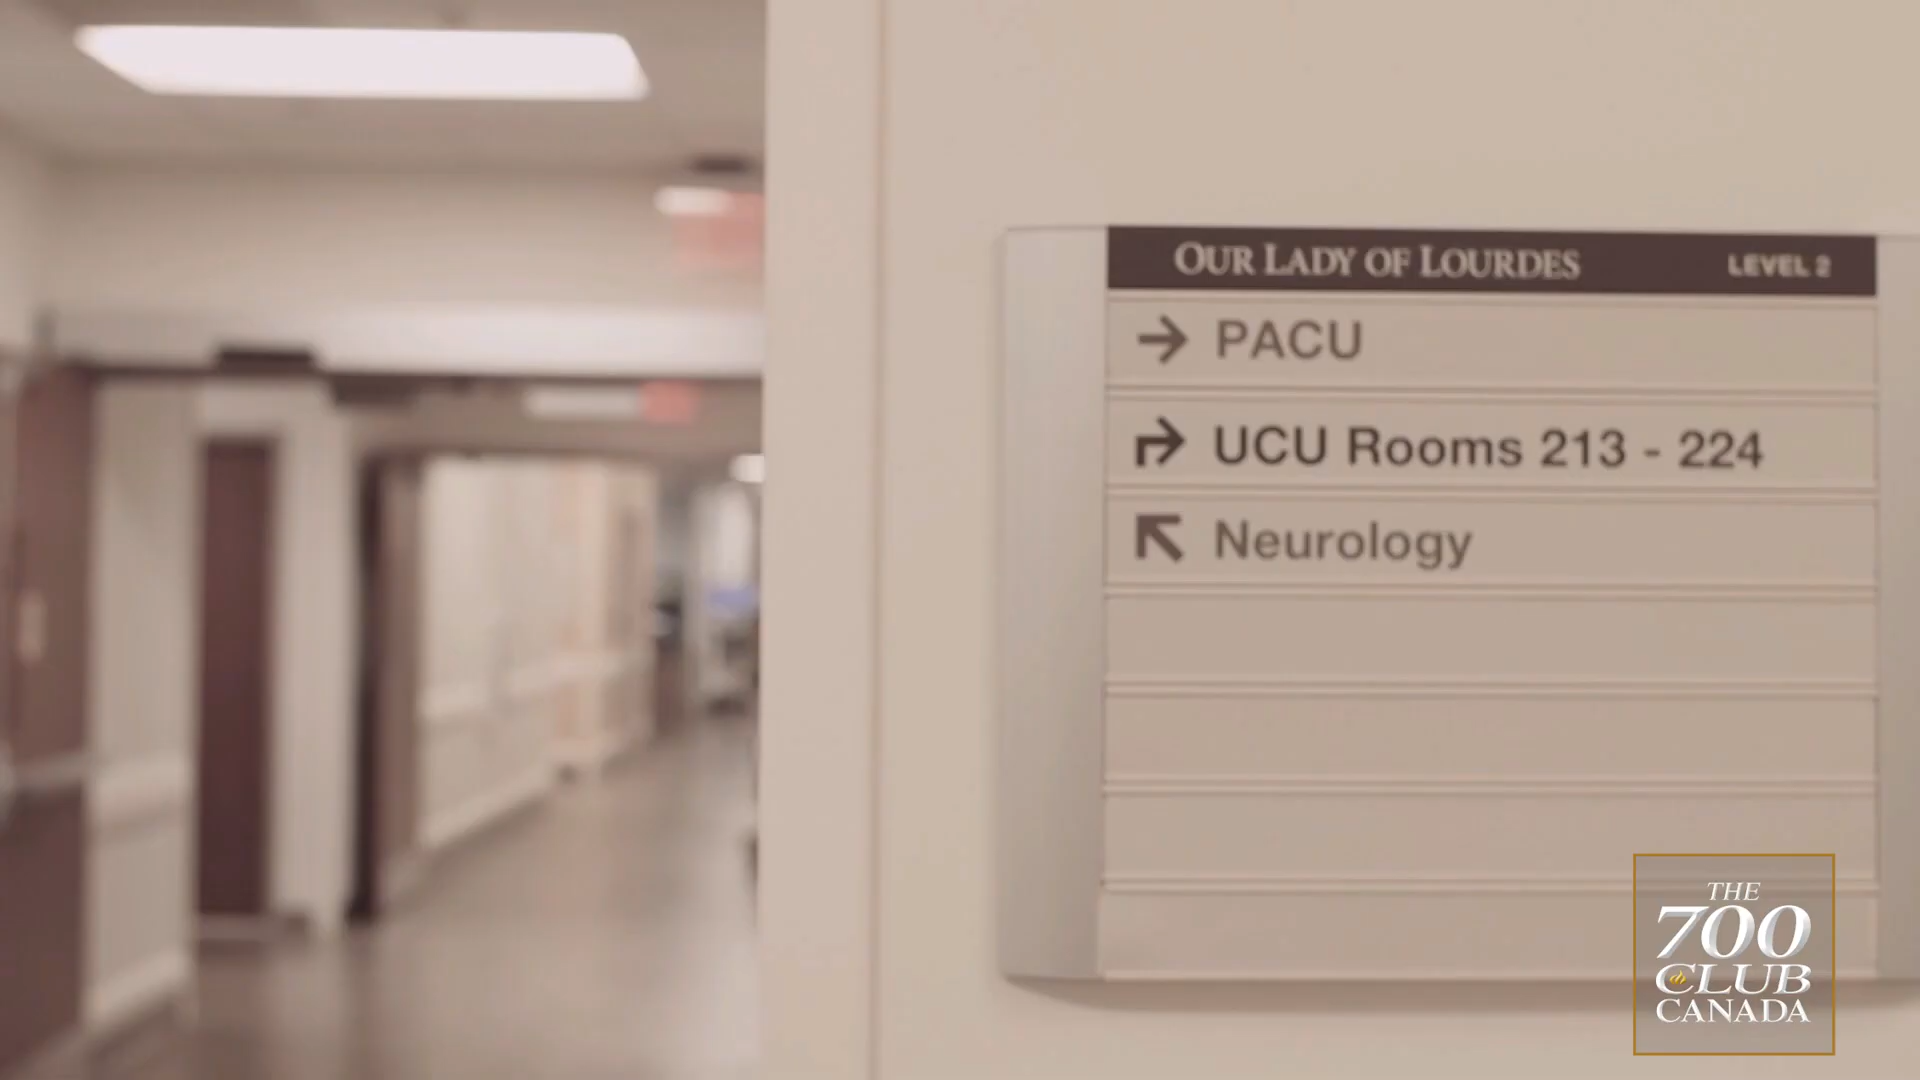 OUR LADY OF LOURDES LEVEL 2
PACU
UCU Rooms 213 - 224
Neurology
THE
700
CLUB
CANADA